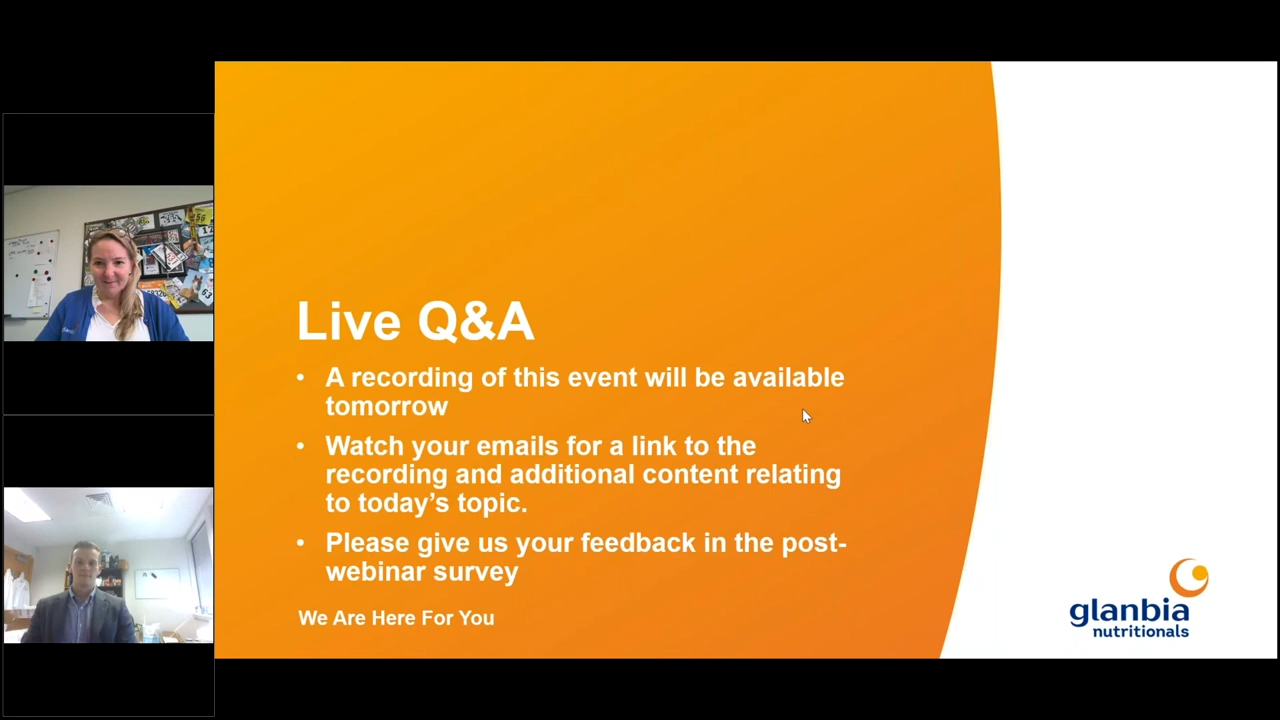 Live Q&A
• A recording of this event will be available
tomorrow
• Watch your emails for a link to the
recording and additional content relating
to today’s topic.
• Please give us your feedback in the post-
webinar survey
We Are Here For You
glanbia
nutritionals